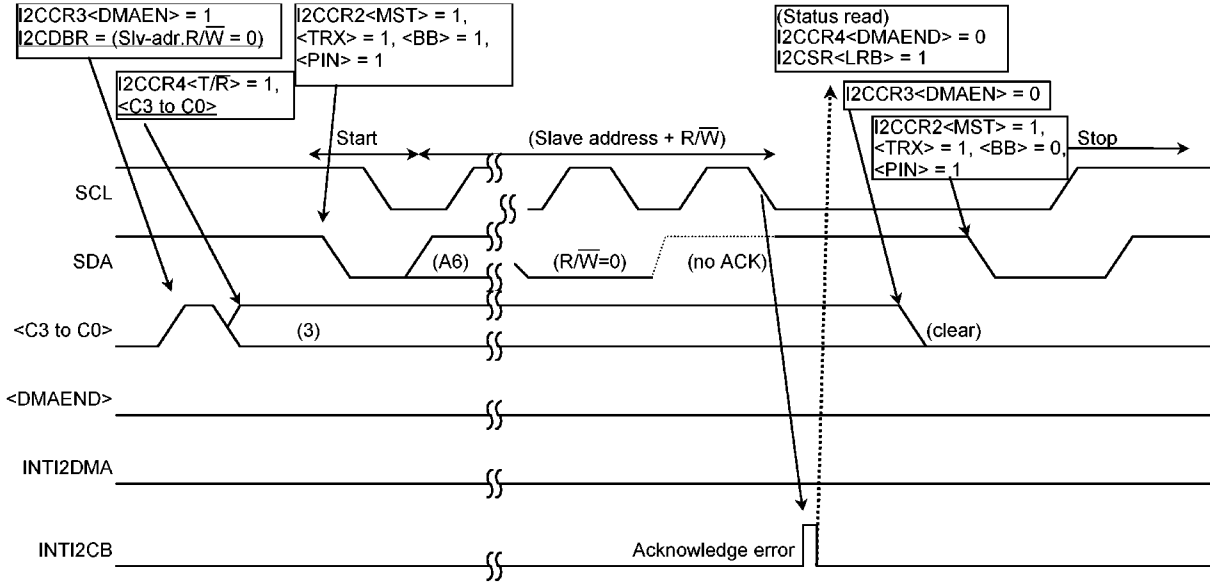 I2CCR3<DMAEN> = 1
I2CDBR = (Slv-adr.R/W̅ = 0)
I2CCR4<T/R̅> = 1,
<C3 to C0>
I2CCR2<MST> = 1,
<TRX> = 1, <BB> = 1,
<PIN> = 1
(Status read)
I2CCR4<DMAEND> = 0
I2CSR<LRB> = 1
I2CCR3<DMAEN> = 0
I2CCR2<MST> = 1,
<TRX> = 1, <BB> = 0,
<PIN> = 1
Start
(Slave address + R/W̅)
Stop
SCL
SDA
(A6)
(R/W̅=0)
(no ACK)
<C3 to C0>
(3)
(clear)
<DMAEND>
INTI2DMA
INTI2CB
Acknowledge error